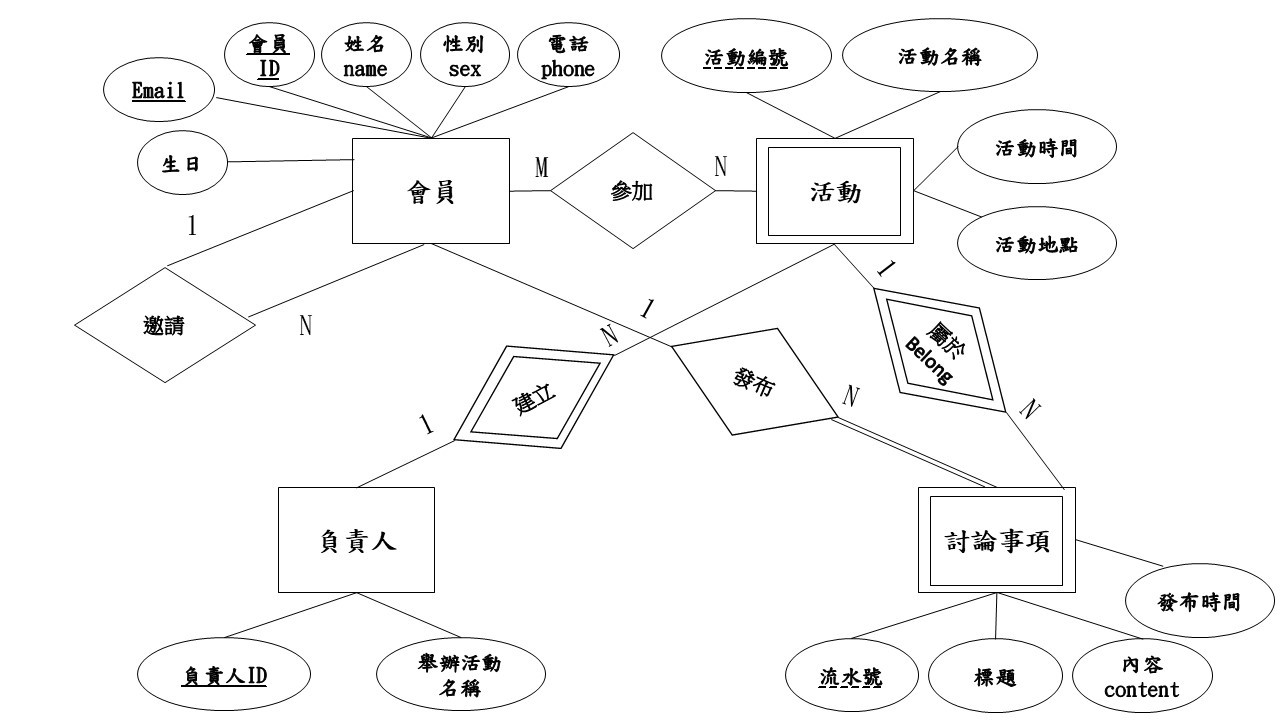 會員
ID
姓名
name
性別
sex
電話
phone
活動編號
活動名稱
Email
生日
活動時間
會員
M
參加
N
活動
1
活動地點
邀請
N
1
1
N
屬於
Belong
建立
發布
1
N
N
負責人
討論事項
發布時間
負責人ID
舉辦活動
名稱
流水號
標題
內容
content